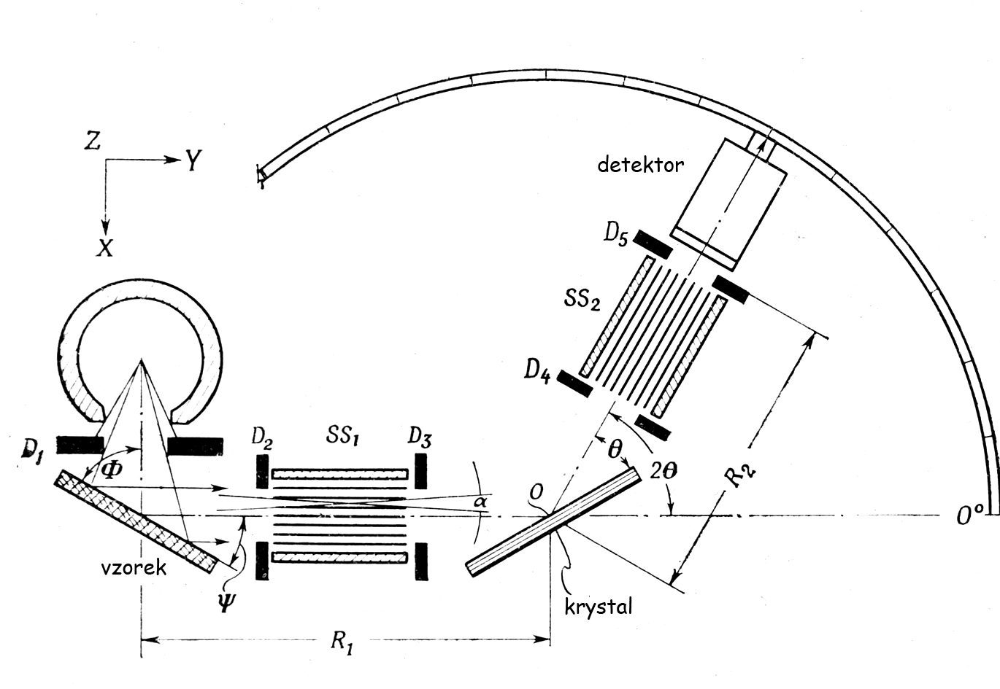 Z
Y
X
detektor
D5
SS2
D4
D1
Φ
D2
SS1
D3
θ
2θ
R2
α
O
0°
vzorek
Ψ
krystal
R1